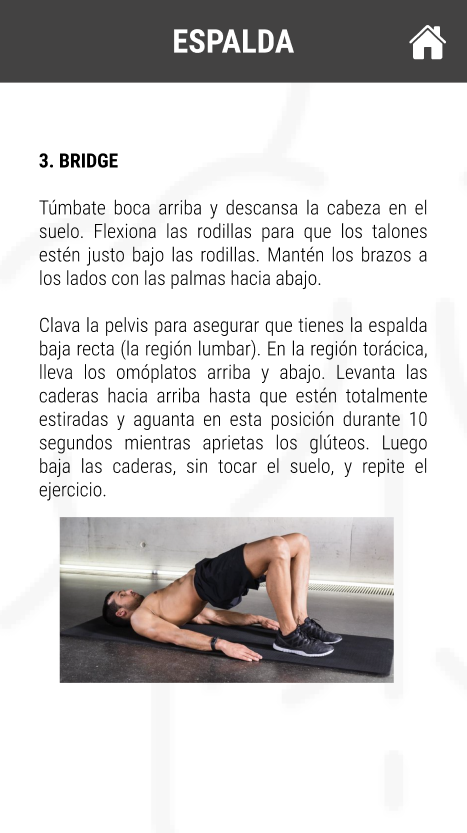 ESPALDA
3. BRIDGE
Túmbate boca arriba y descansa la cabeza en el
suelo. Flexiona las rodillas para que los talones
estén justo bajo las rodillas. Mantén los brazos a
los lados con las palmas hacia abajo.
Clava la pelvis para asegurar que tienes la espalda
baja recta (la región lumbar). En la región torácica,
lleva los omóplatos arriba y abajo. Levanta las
caderas hacia arriba hasta que estén totalmente
estiradas y aguanta en esta posición durante 10
segundos mientras aprietas los glúteos. Luego
baja las caderas, sin tocar el suelo, y repite el
ejercicio.